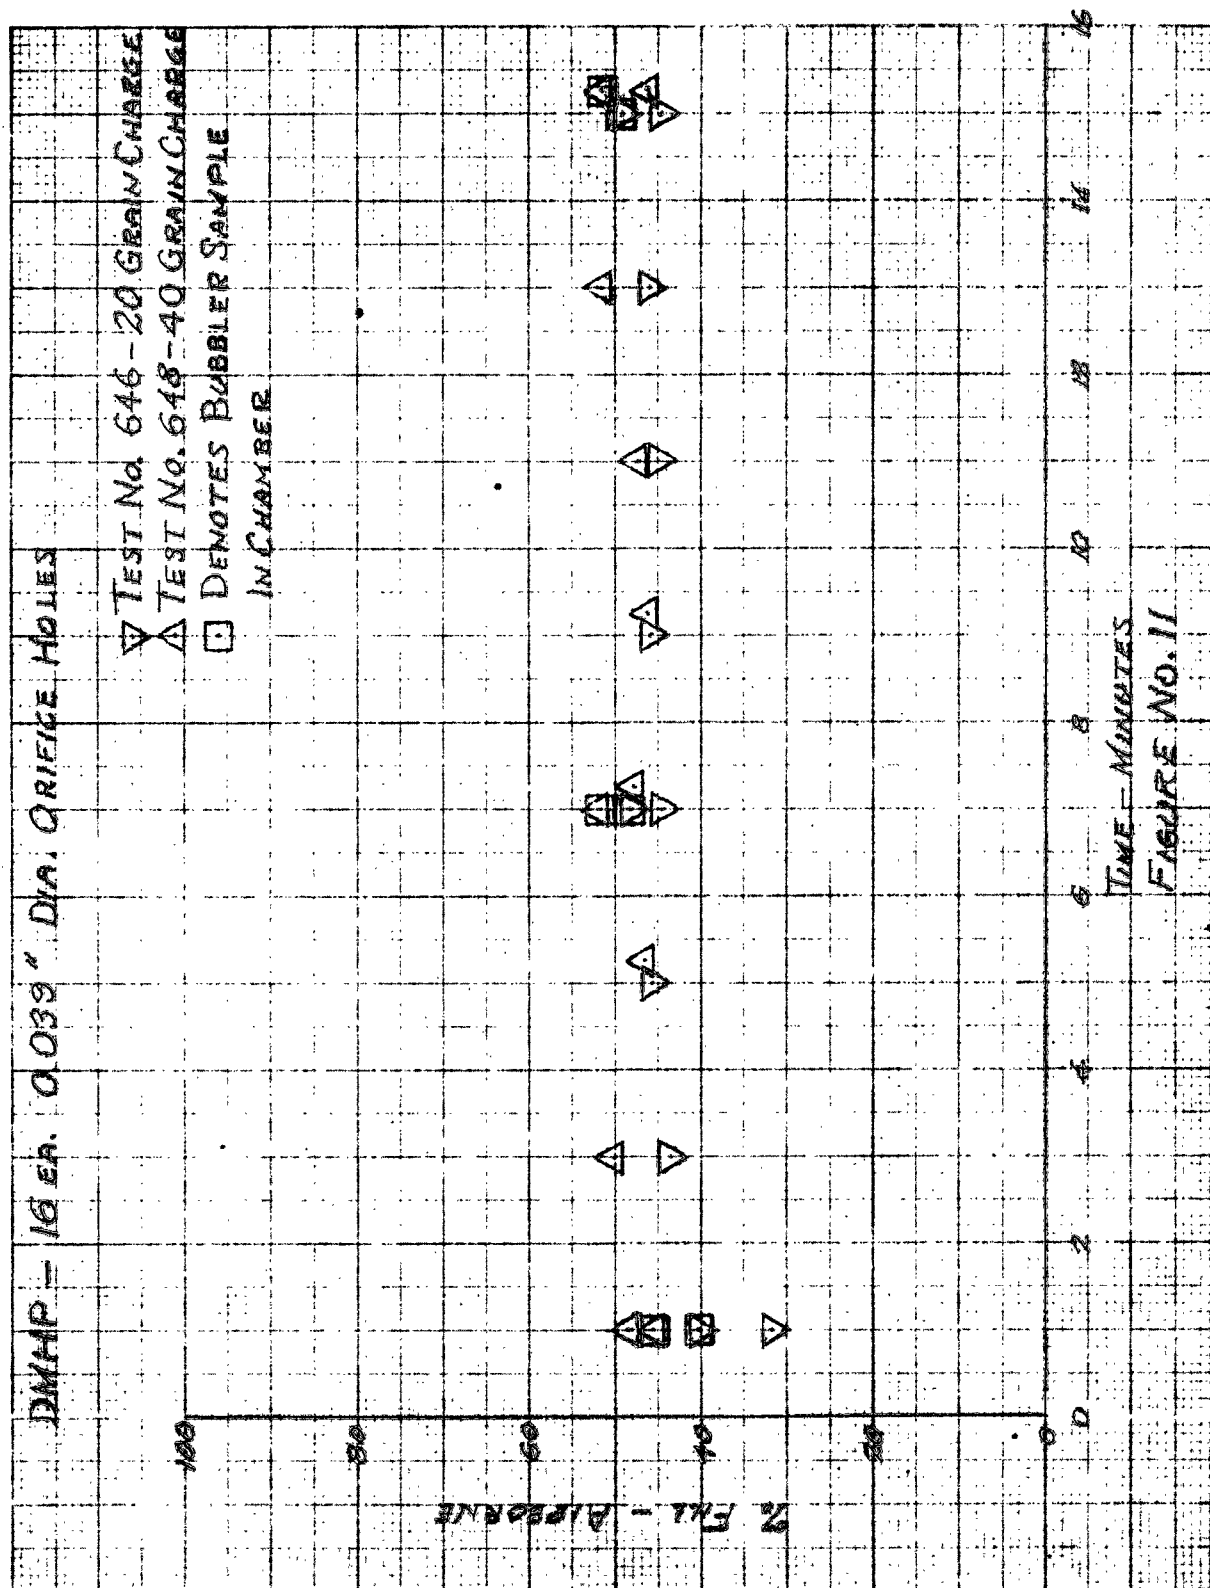 DMHP - 16 EA. 0.039" DIA. ORIFICE HOLES
TEST NO. 646-20 GRAIN CHARGE
TEST NO. 648-40 GRAIN CHARGE
DENOTES BUBBLER SAMPLE
IN CHAMBER
% FILL - AIRBORNE
100
80
60
40
20
0
0 2 4 6 8 10 12 14 16
TIME - MINUTES
FIGURE NO. 11